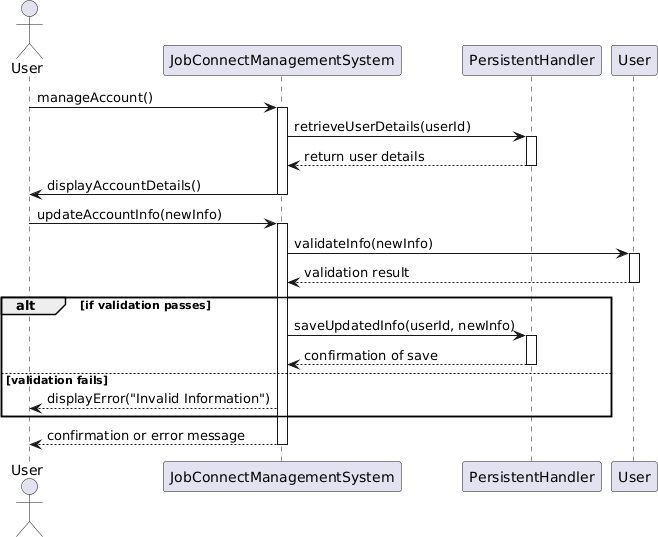 User
JobConnectManagementSystem
PersistentHandler
User
manageAccount()
retrieveUserDetails(userId)
return user details
displayAccountDetails()
updateAccountInfo(newInfo)
validateInfo(newInfo)
validation result
alt
[if validation passes]
saveUpdatedInfo(userId, newInfo)
confirmation of save
[validation fails]
displayError("Invalid Information")
confirmation or error message
User
JobConnectManagementSystem
PersistentHandler
User